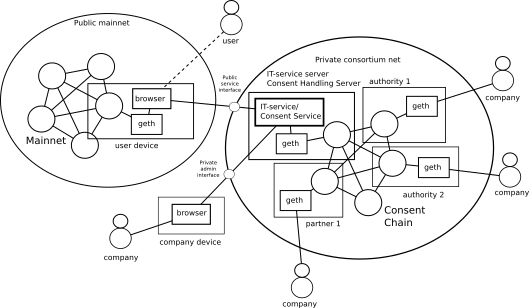 Public mainnet
user
Private consortium net
IT-service server
Consent Handling Server
Public
service
interface
authority 1
browser
geth
IT-service/
Consent Service
geth
geth
company
Mainnet
user device
Private
admin
interface
geth
authority 2
company
browser
geth
partner 1
Consent
Chain
company device
company
company